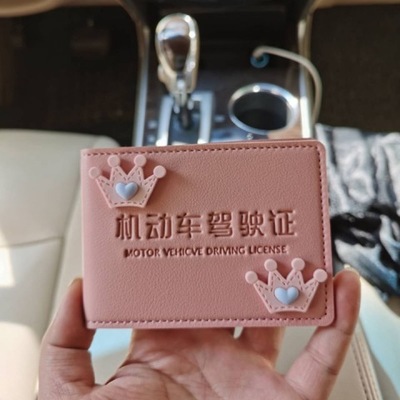 机动车驾驶证
MOTOR VEHICVE DRIVING LICENSE